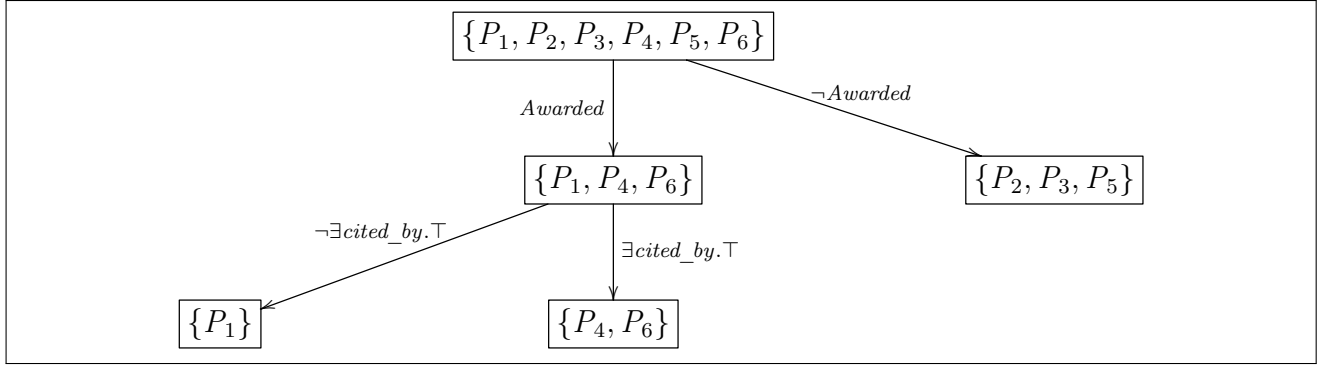 {P₁, P₂, P₃, P₄, P₅, P₆}
Awarded
¬Awarded
{P₁, P₄, P₆}
{P₂, P₃, P₅}
¬∃cited_by.⊤
∃cited_by.⊤
{P₁}
{P₄, P₆}